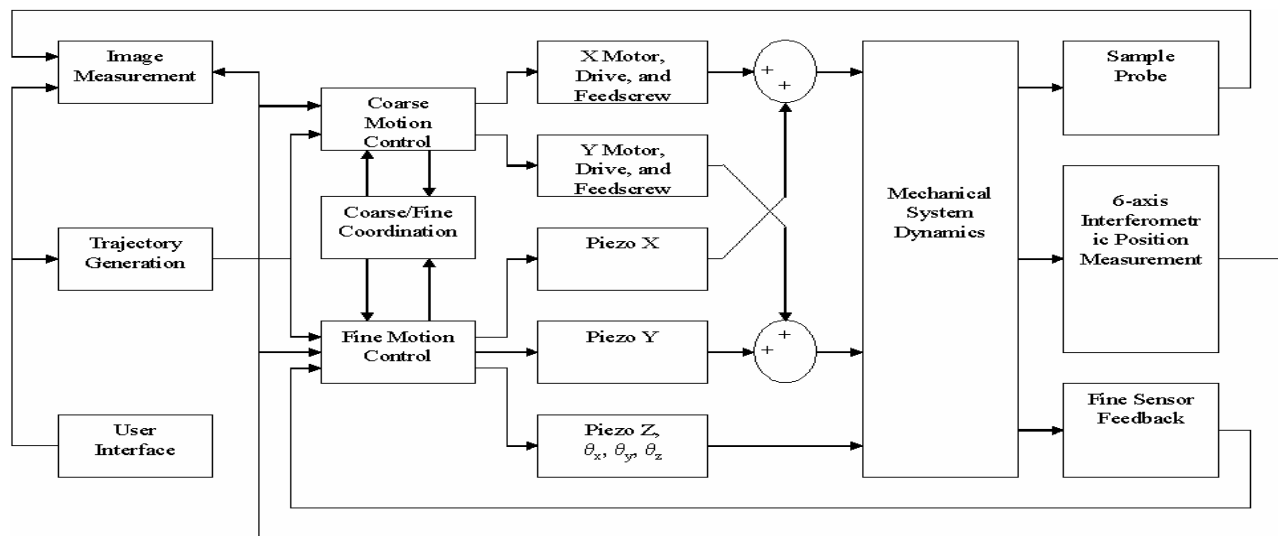 Image
Measurement
Trajectory
Generation
User
Interface
Coarse
Motion
Control
Coarse/Fine
Coordination
Fine Motion
Control
X Motor,
Drive, and
Feedscrew
Y Motor,
Drive, and
Feedscrew
Piezo X
Piezo Y
Piezo Z,
θx, θy, θz
+
+
+
+
Mechanical
System
Dynamics
Sample
Probe
6-axis
Interferometr
ic Position
Measurement
Fine Sensor
Feedback